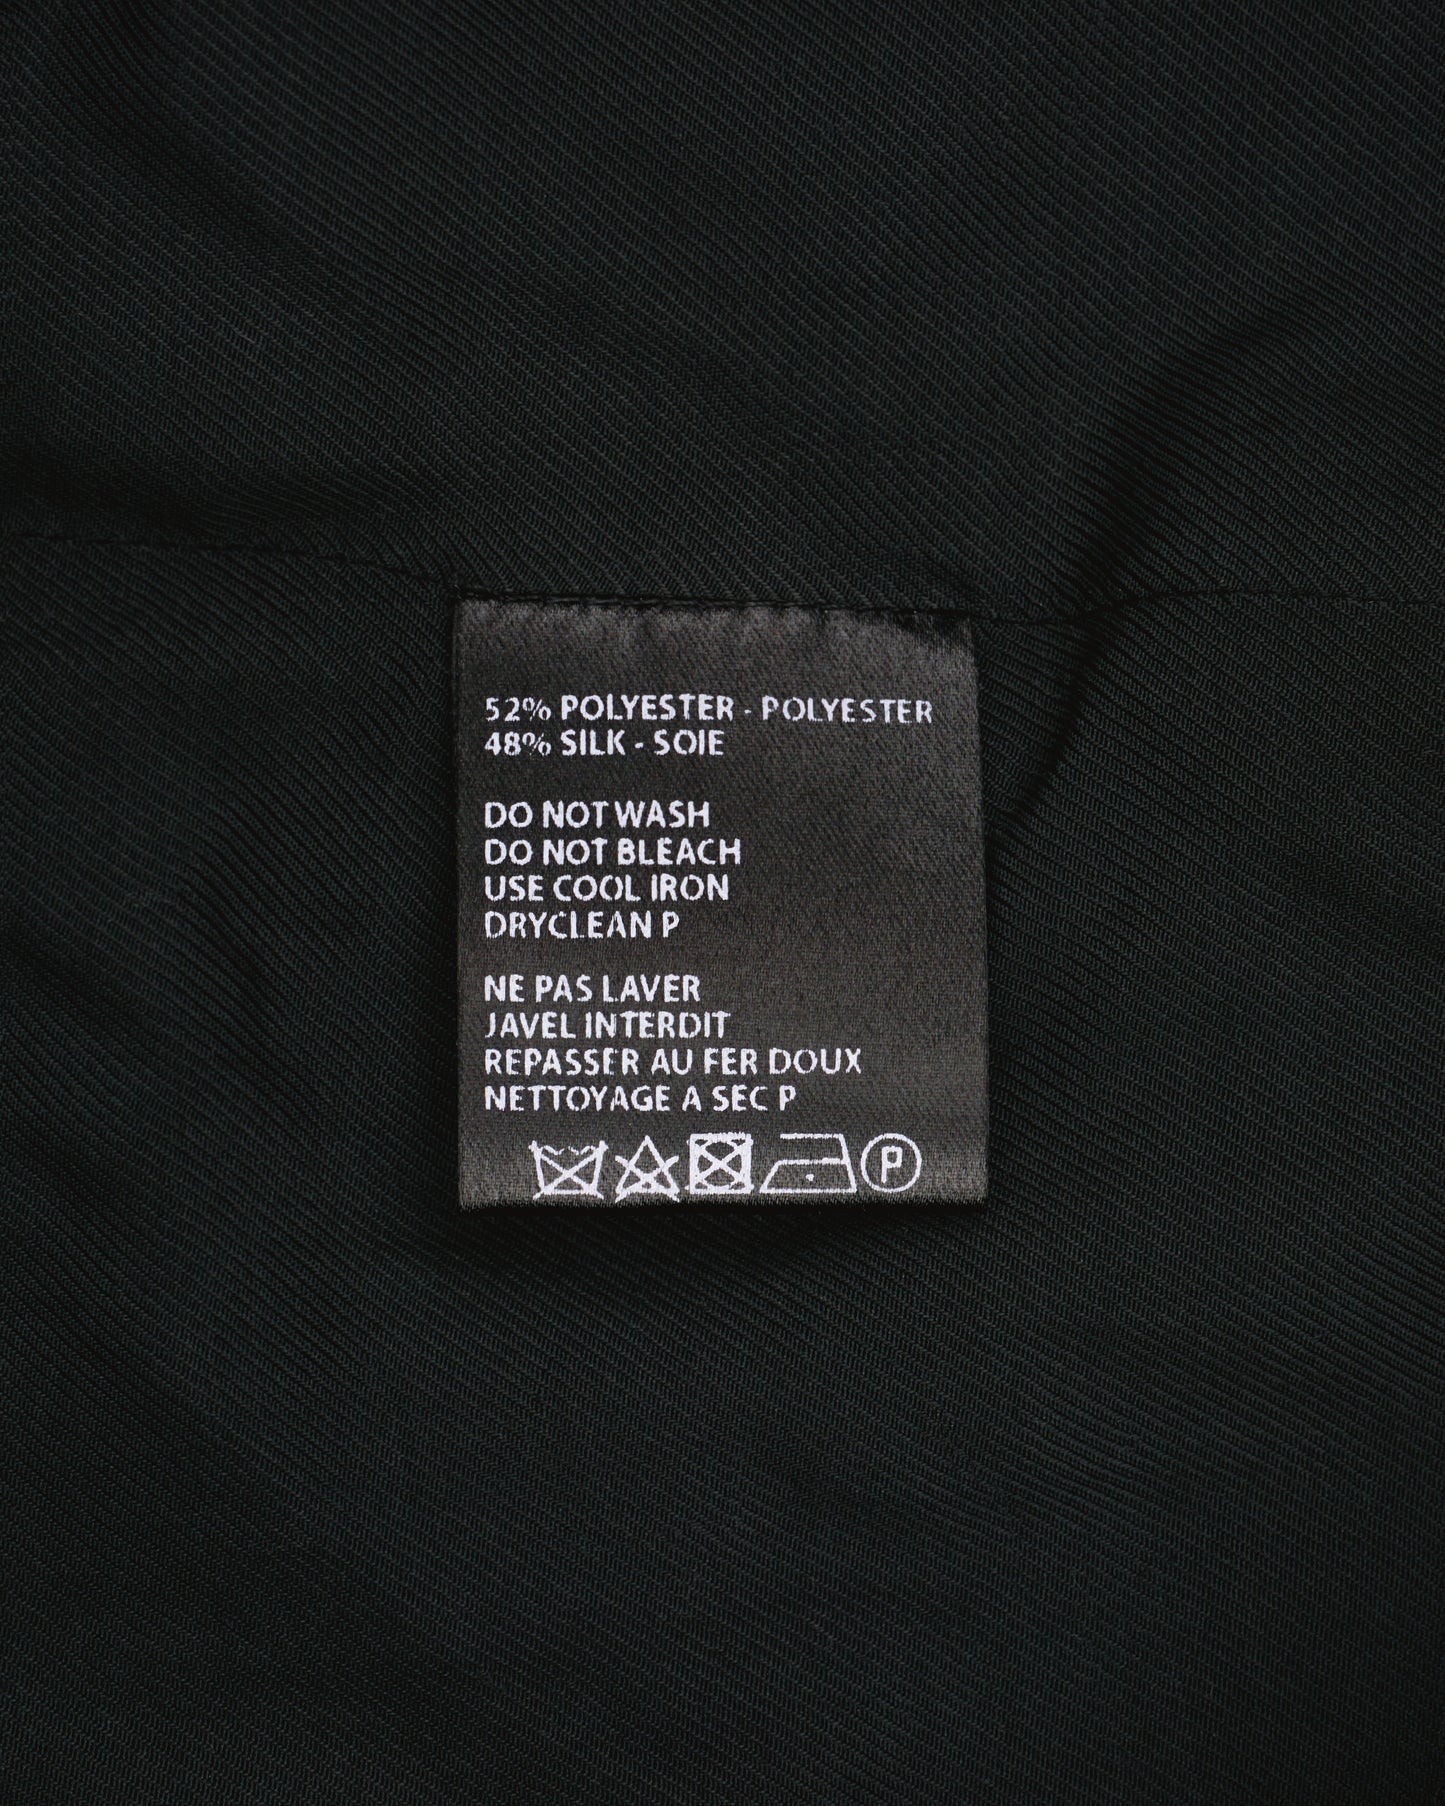 52% POLYESTER - POLYESTER
48% SILK - SOIE
DO NOT WASH
DO NOT BLEACH
USE COOL IRON
DRYCLEAN P
NE PAS LAVER
JAVEL INTERDIT
REPASSER AU FER DOUX
NETTOYAGE A SEC P
P